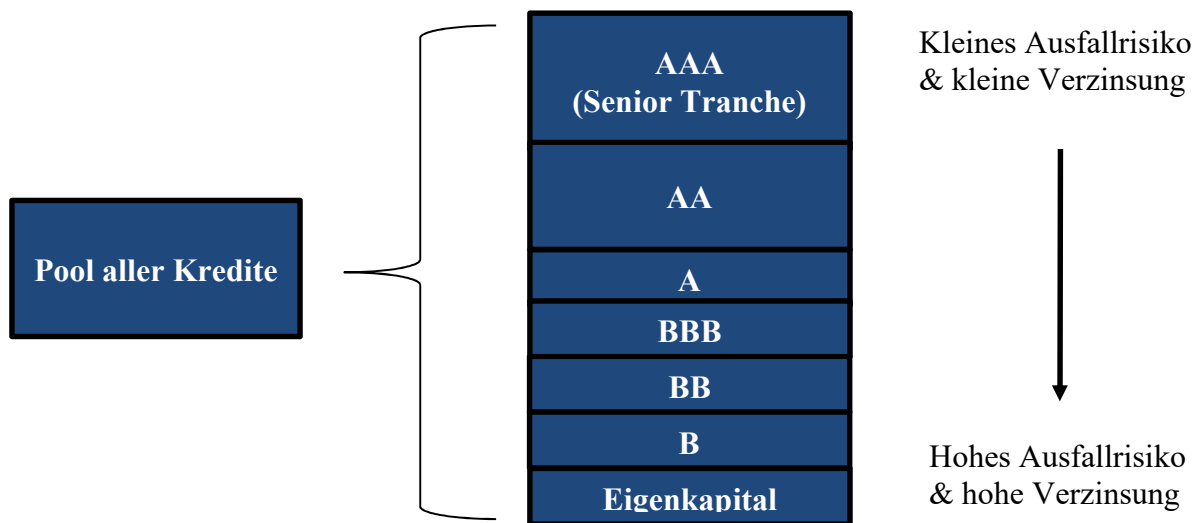 Pool aller Kredite
AAA
(Senior Tranche)
AA
A
BBB
BB
B
Eigenkapital
Kleines Ausfallrisiko
& kleine Verzinsung
Hohes Ausfallrisiko
& hohe Verzinsung